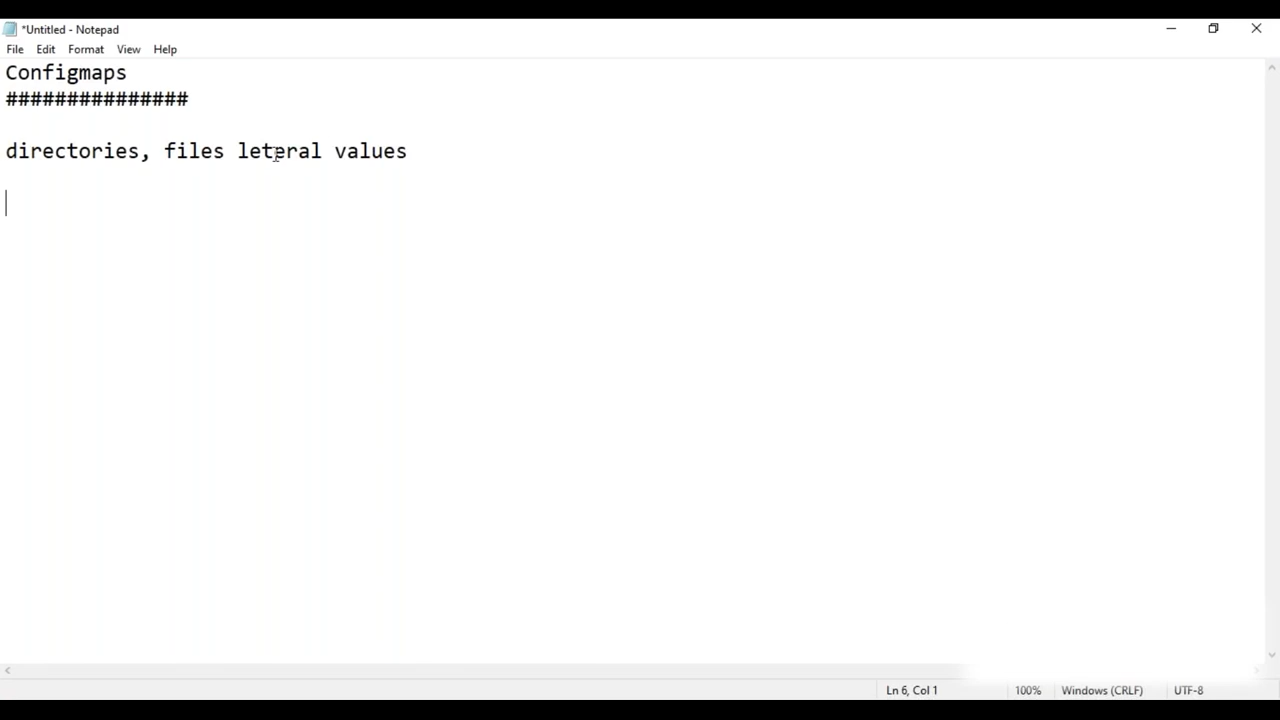 *Untitled - Notepad
File Edit Format View Help
Configmaps
###############
directories, files leteral values
Ln 6, Col 1 100% Windows (CRLF) UTF-8